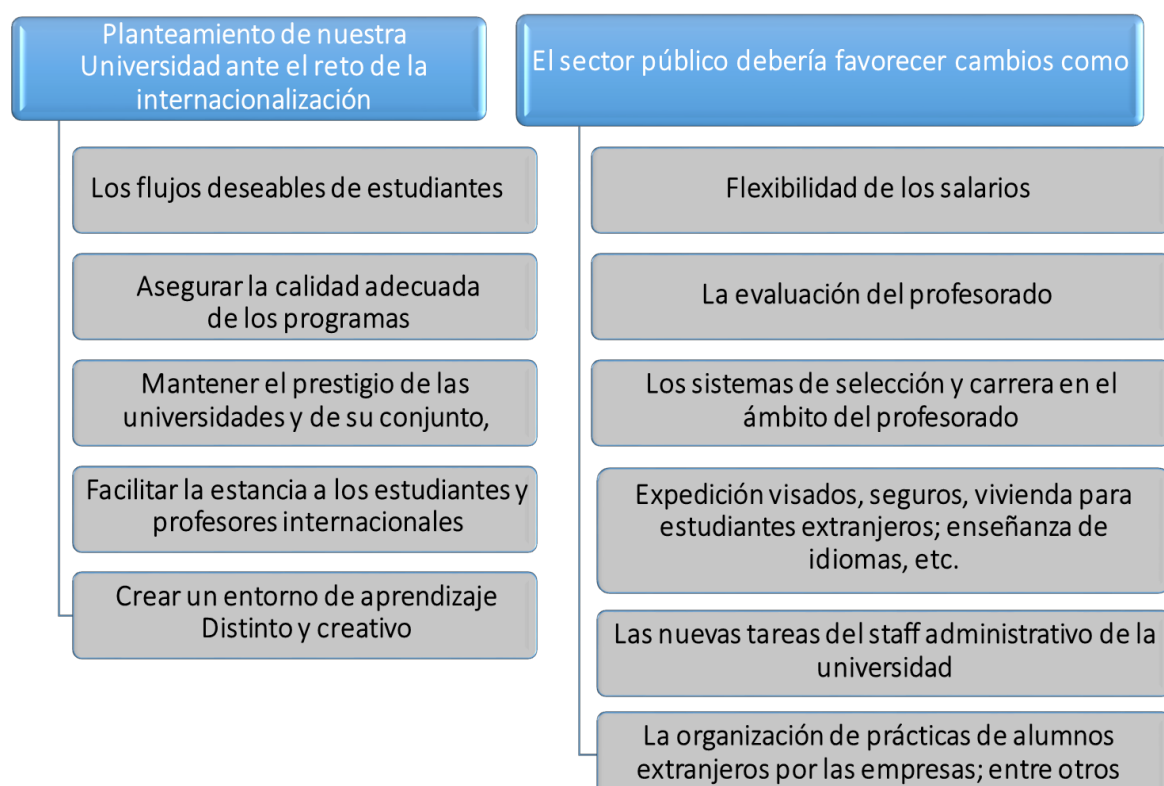 Planteamiento de nuestra
Universidad ante el reto de la
internacionalización
Los flujos deseables de estudiantes
Asegurar la calidad adecuada
de los programas
Mantener el prestigio de las
universidades y de su conjunto,
Facilitar la estancia a los estudiantes y
profesores internacionales
Crear un entorno de aprendizaje
Distinto y creativo
El sector público debería favorecer cambios como
Flexibilidad de los salarios
La evaluación del profesorado
Los sistemas de selección y carrera en el
ámbito del profesorado
Expedición visados, seguros, vivienda para
estudiantes extranjeros; enseñanza de
idiomas, etc.
Las nuevas tareas del staff administrativo de la
universidad
La organización de prácticas de alumnos
extranjeros por las empresas; entre otros